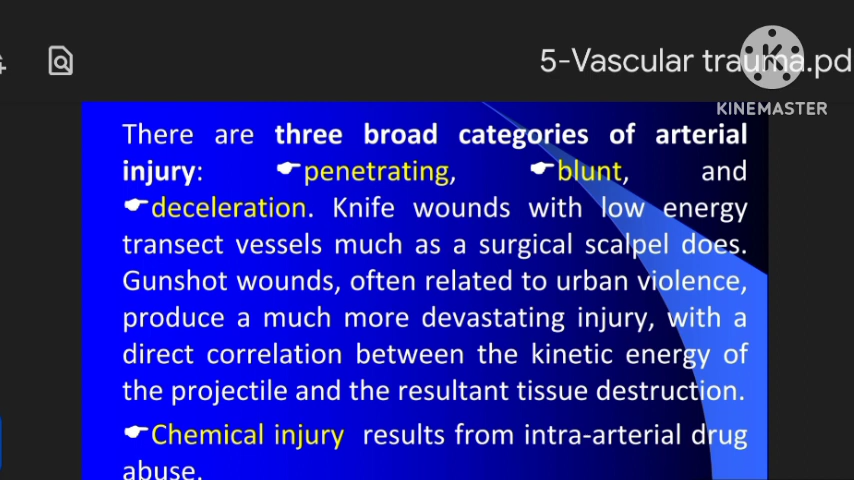 5-Vascular trauma.pd
KINEMASTER
There are three broad categories of arterial
injury: ☛penetrating, ☛blunt, and
☛deceleration. Knife wounds with low energy
transect vessels much as a surgical scalpel does.
Gunshot wounds, often related to urban violence,
produce a much more devastating injury, with a
direct correlation between the kinetic energy of
the projectile and the resultant tissue destruction.
☛Chemical injury results from intra-arterial drug
abuse.